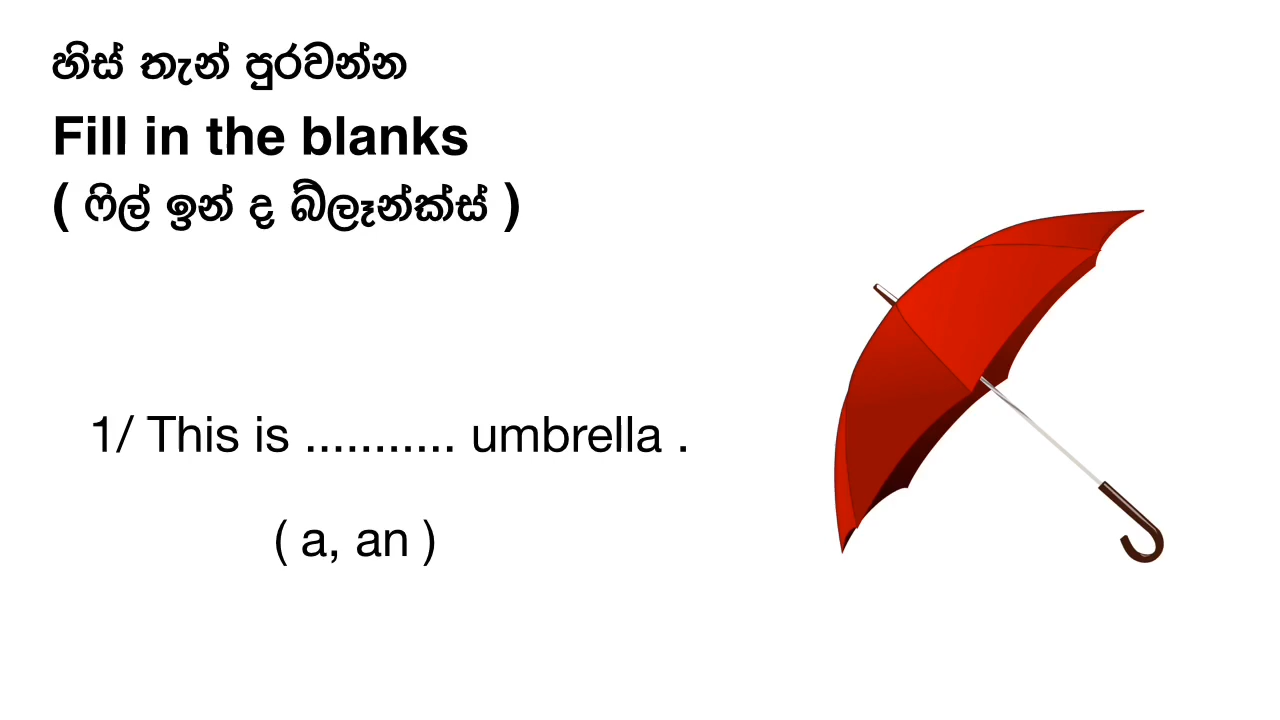 හිස් තැන් පුරවන්න
Fill in the blanks
( ෆිල් ඉන් ද බ්ලෑන්ක්ස් )
1/ This is ........... umbrella .
( a, an )